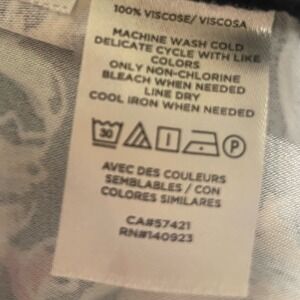 100% VISCOSE/ VISCOSA
MACHINE WASH COLD
DELICATE CYCLE WITH LIKE
COLORS
ONLY NON-CHLORINE
BLEACH WHEN NEEDED
LINE DRY
COOL IRON WHEN NEEDED
30 P
AVEC DES COULEURS
SEMBLABLES / CON
COLORES SIMILARES
CA#57421
RN#140923